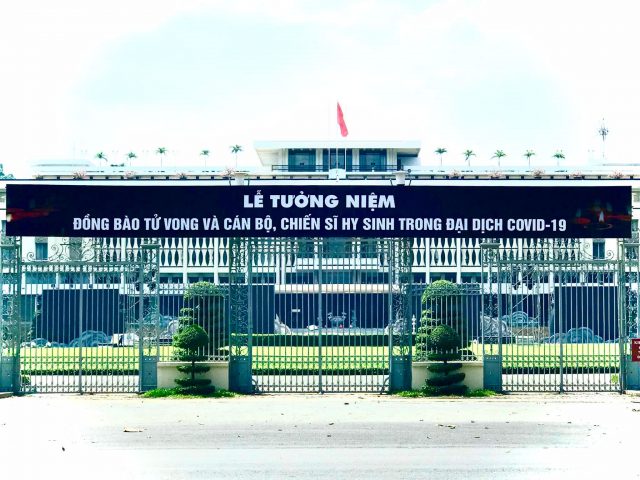 LỄ TƯỞNG NIỆM
ĐỒNG BÀO TỬ VONG VÀ CÁN BỘ, CHIẾN SĨ HY SINH TRONG ĐẠI DỊCH COVID-19